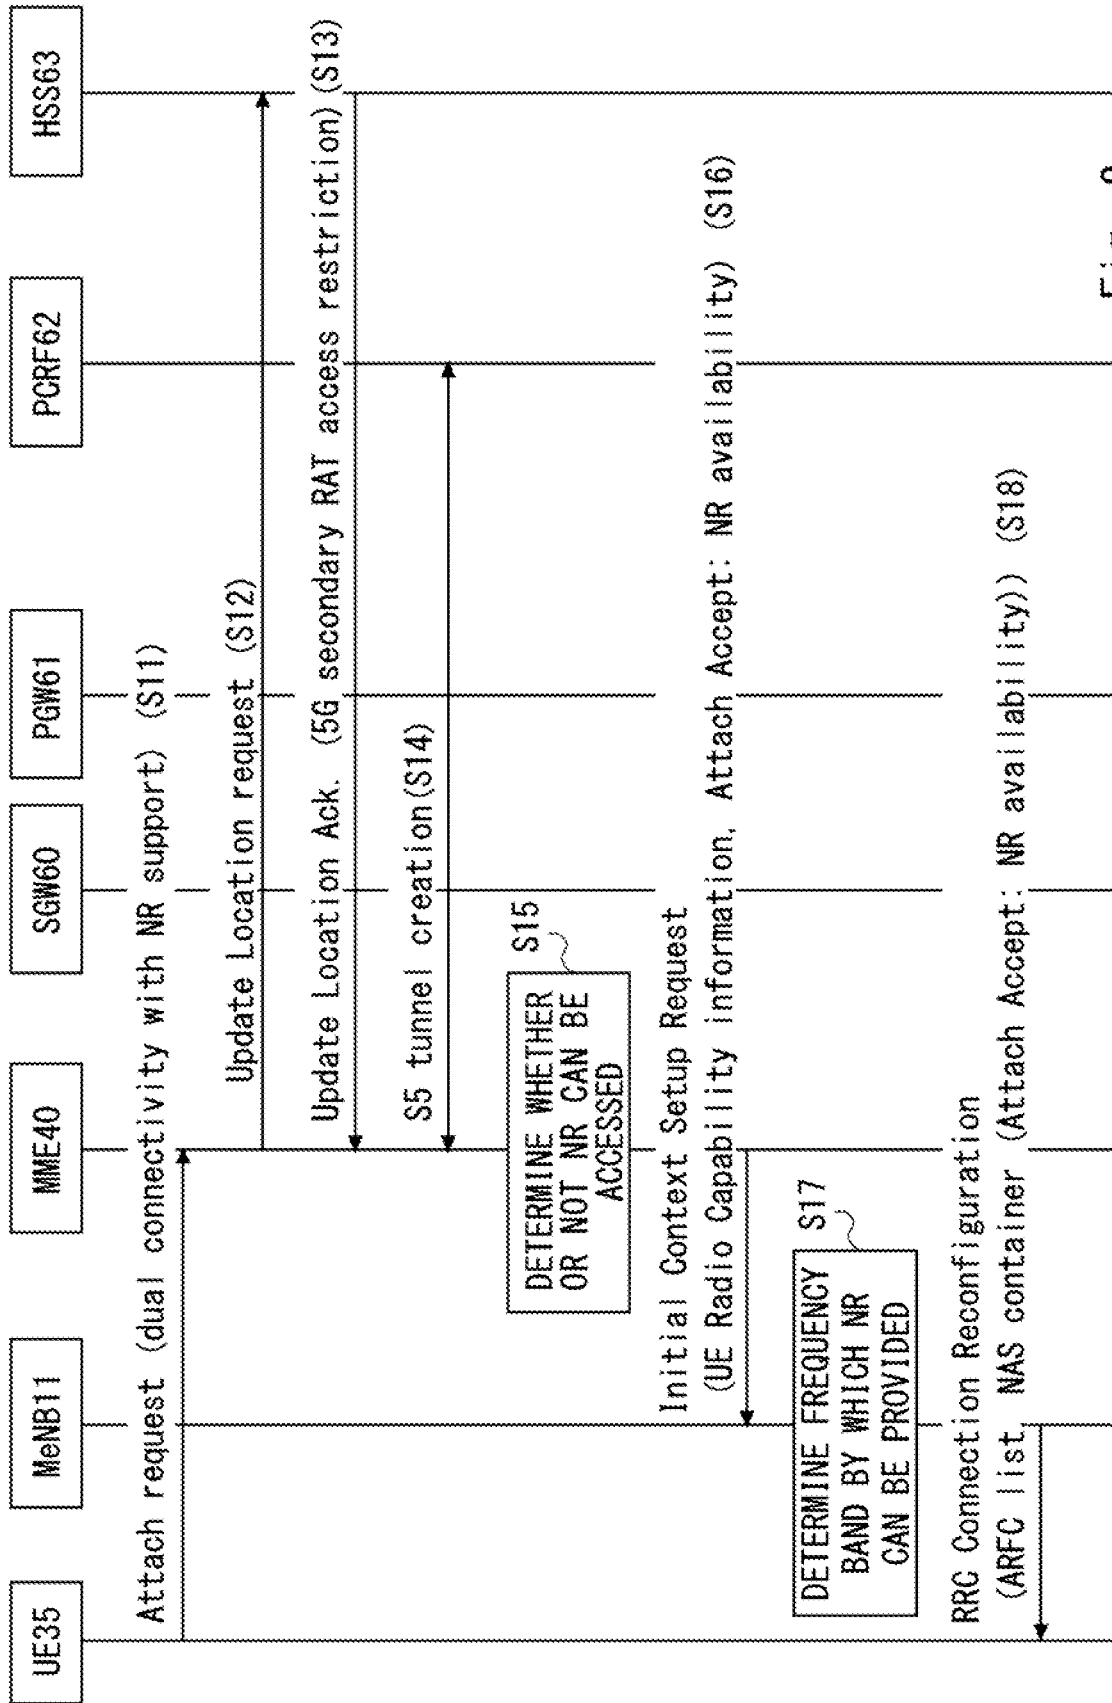 UE35
MeNB11
MME40
SGW60
PGW61
PCRF62
HSS63
Attach request (dual connectivity with NR support) (S11)
Update Location request (S12)
Update Location Ack. (5G secondary RAT access restriction) (S13)
S5 tunnel creation(S14)
S15
DETERMINE WHETHER
OR NOT NR CAN BE
ACCESSED
Initial Context Setup Request
(UE Radio Capability information, Attach Accept: NR availability) (S16)
S17
DETERMINE FREQUENCY
BAND BY WHICH NR
CAN BE PROVIDED
RRC Connection Reconfiguration
(ARFC list, NAS container (Attach Accept: NR availability)) (S18)